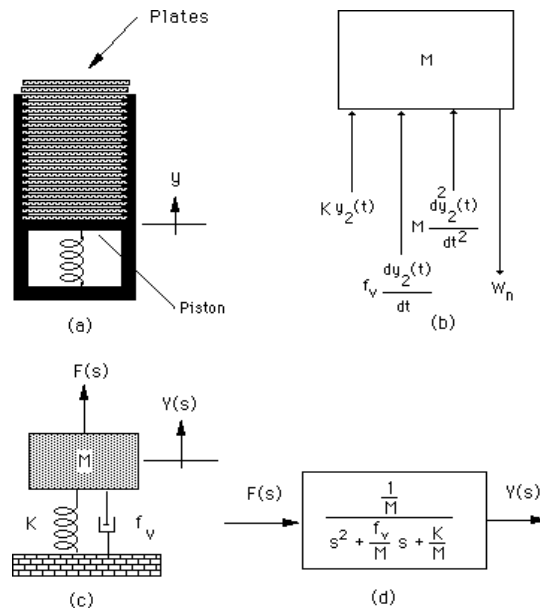 Plates
y
Piston
(a)
M
K y₂(t)
f_v dy₂(t)/dt
M d²y₂(t)/dt²
W_n
(b)
F(s)
Y(s)
M
K
f_v
(c)
F(s)
1/M
s² + f_v/M s + K/M
Y(s)
(d)